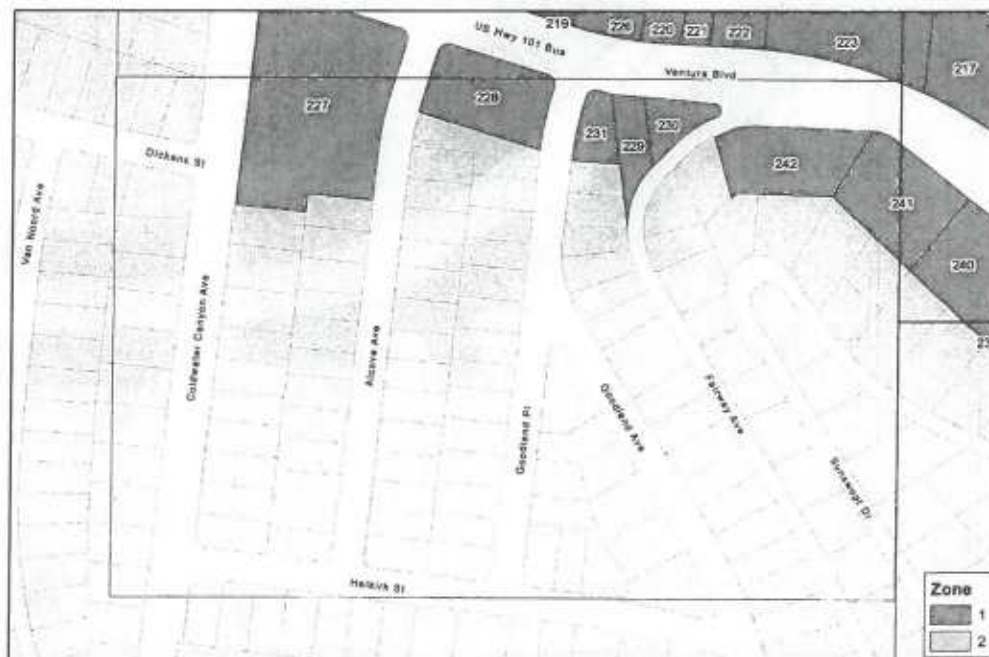 219
226
220
221
222
223
217
US Hwy 101 Bus
Ventura Blvd
227
228
231
229
230
242
241
240
Dickens St
Van Noord Ave
Coldwater Canyon Ave
Alcove Ave
Goodland Pl
Goodland Ave
Fairway Ave
Sunswept Dr
Halkirk St
Zone
1
2